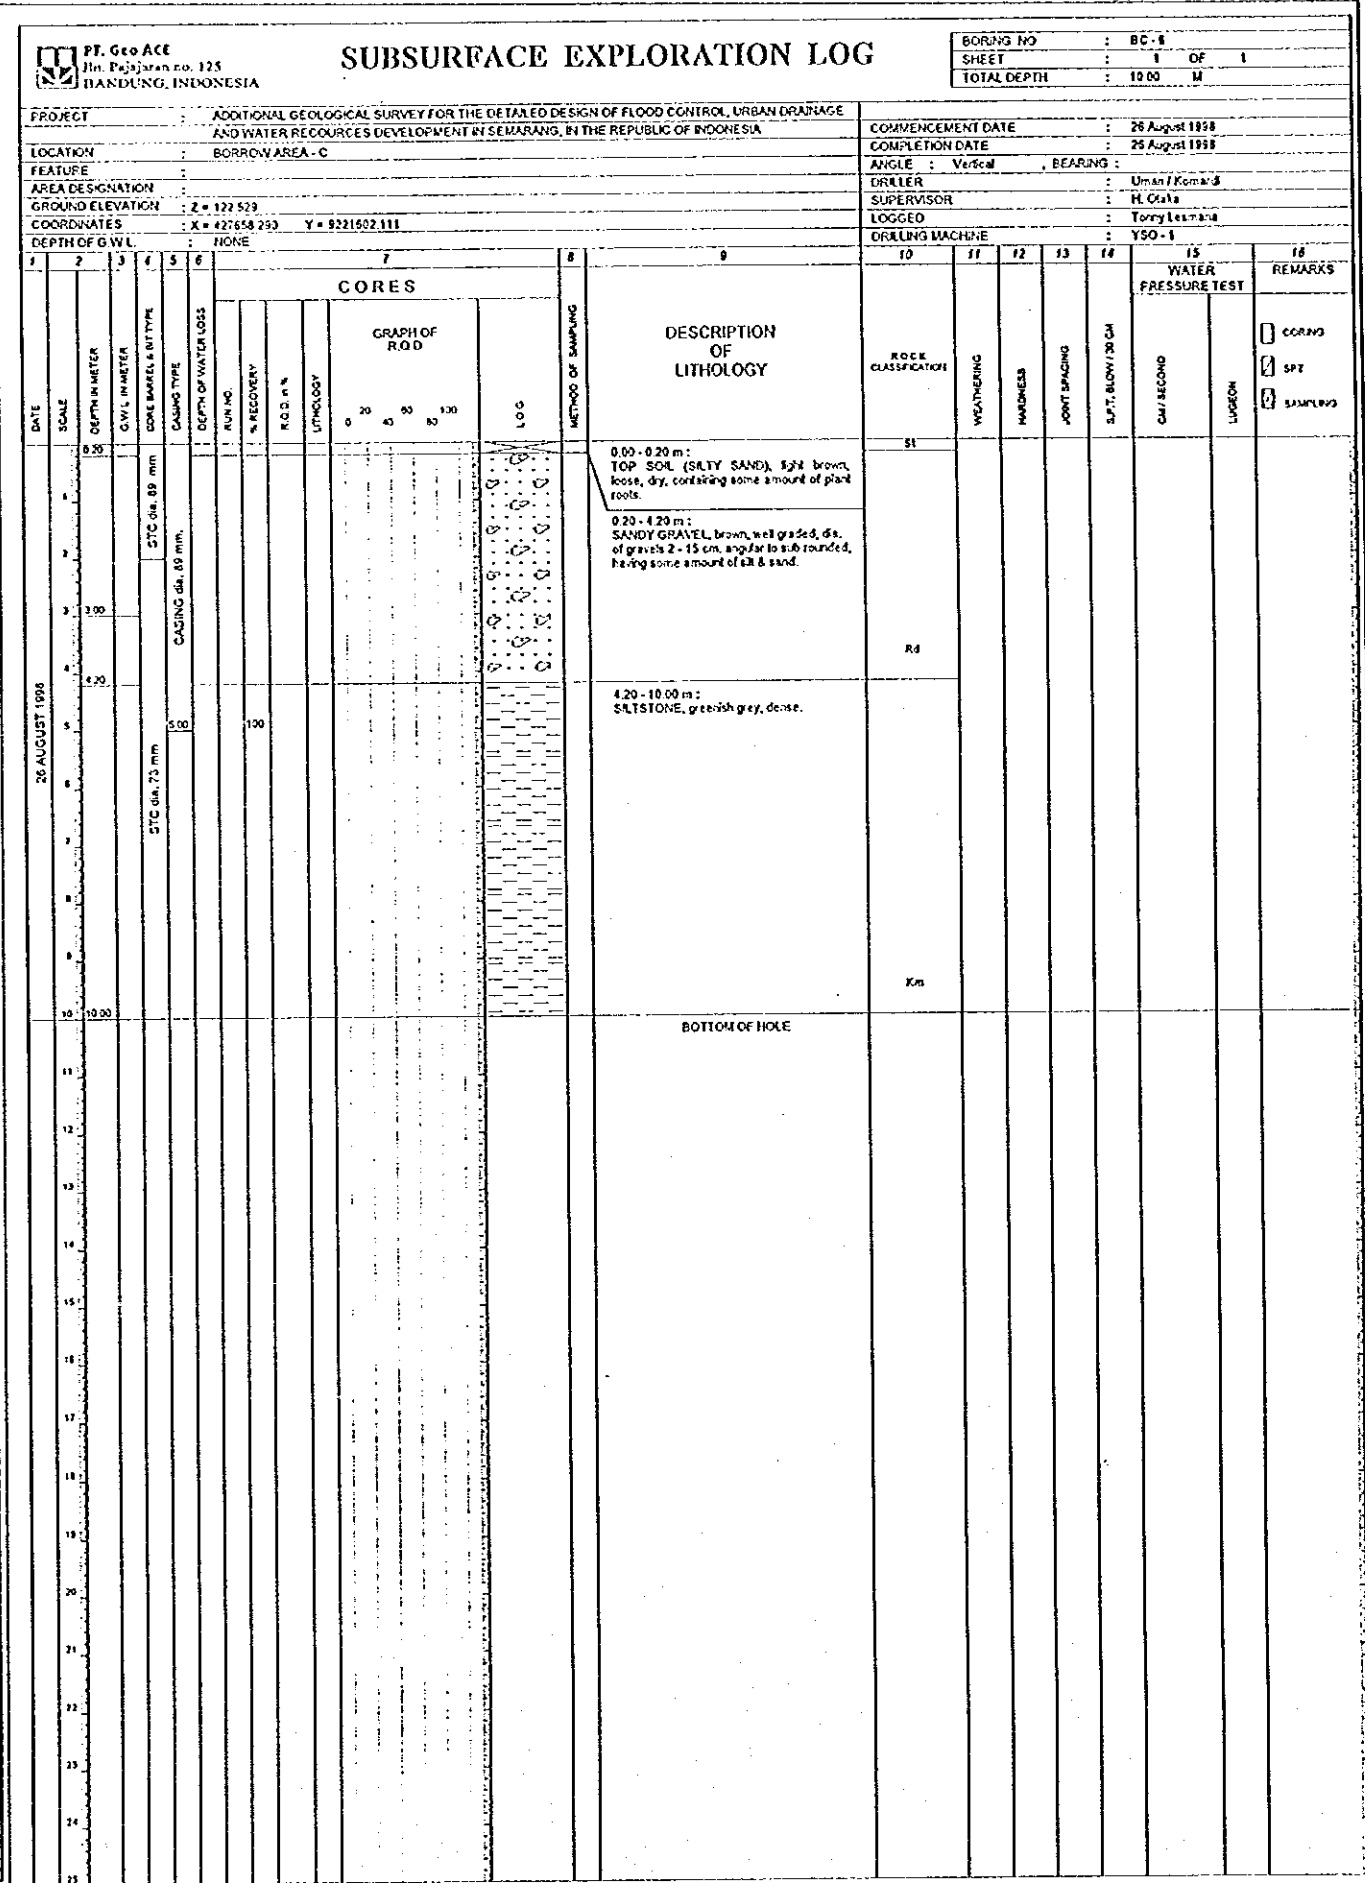 PT. Geo ACE
Jln. Pajajaran no. 125
BANDUNG, INDONESIA
SUBSURFACE EXPLORATION LOG
BORING NO :
SHEET : 1 OF 1
TOTAL DEPTH : 10.00 M
PROJECT : ADDITIONAL GEOLOGICAL SURVEY FOR THE DETAILED DESIGN OF FLOOD CONTROL, URBAN DRAINAGE
AND WATER RECOURCES DEVELOPMENT IN SEMARANG, IN THE REPUBLIC OF INDONESIA
LOCATION : BORROW AREA - C
FEATURE :
AREA DESIGNATION :
GROUND ELEVATION : Z = 122.529
COORDINATES : X = 427658.293 Y = 9221602.111
DEPTH OF G.W.L. : NONE
COMMENCEMENT DATE : 26 August 1998
COMPLETION DATE : 26 August 1998
ANGLE : Vertical , BEARING :
DRILLER : Uman /
SUPERVISOR : H. Otaka
LOGGED : Tonny Lesmana
DRILLING MACHINE : YSO - 1
1 2 3 4 5 6 7 8 9 10 11 12 13 14 15 16
DATE
SCALE
DEPTH IN METER
G.W.L. IN METER
CORE BARREL & BIT TYPE
CASING TYPE
DEPTH OF WATER LOSS
CORES
RUN NO.
% RECOVERY
R.Q.D. in %
LITHOLOGY
GRAPH OF
R.Q.D
0 20 40 60 80 100
LOG
METHOD OF SAMPLING
DESCRIPTION
OF
LITHOLOGY
ROCK
CLASSIFICATION
WEATHERING
HARDNESS
JOINT SPACING
S.P.T. BLOW / 30 CM
WATER
PRESSURE TEST
CM / SECOND
LUGEON
REMARKS
CORING
SPT
SAMPLING
26 AUGUST 1998
0.20
3.00
4.20
10.00
STC dia. 89 mm
STC dia. 73 mm
CASING dia. 89 mm.
5.00
100
0.00 - 0.20 m :
TOP SOIL (SILTY SAND), light brown,
loose, dry, containing some amount of plant
roots.
0.20 - 4.20 m :
SANDY GRAVEL, brown, well graded, dia.
of gravels 2 - 15 cm, angular to sub rounded,
having some amount of silt & sand.
4.20 - 10.00 m :
SILTSTONE, greenish grey, dense.
BOTTOM OF HOLE
St
Rd
Km
1
2
3
4
5
6
7
8
9
10
11
12
13
14
15
16
17
18
19
20
21
22
23
24
25